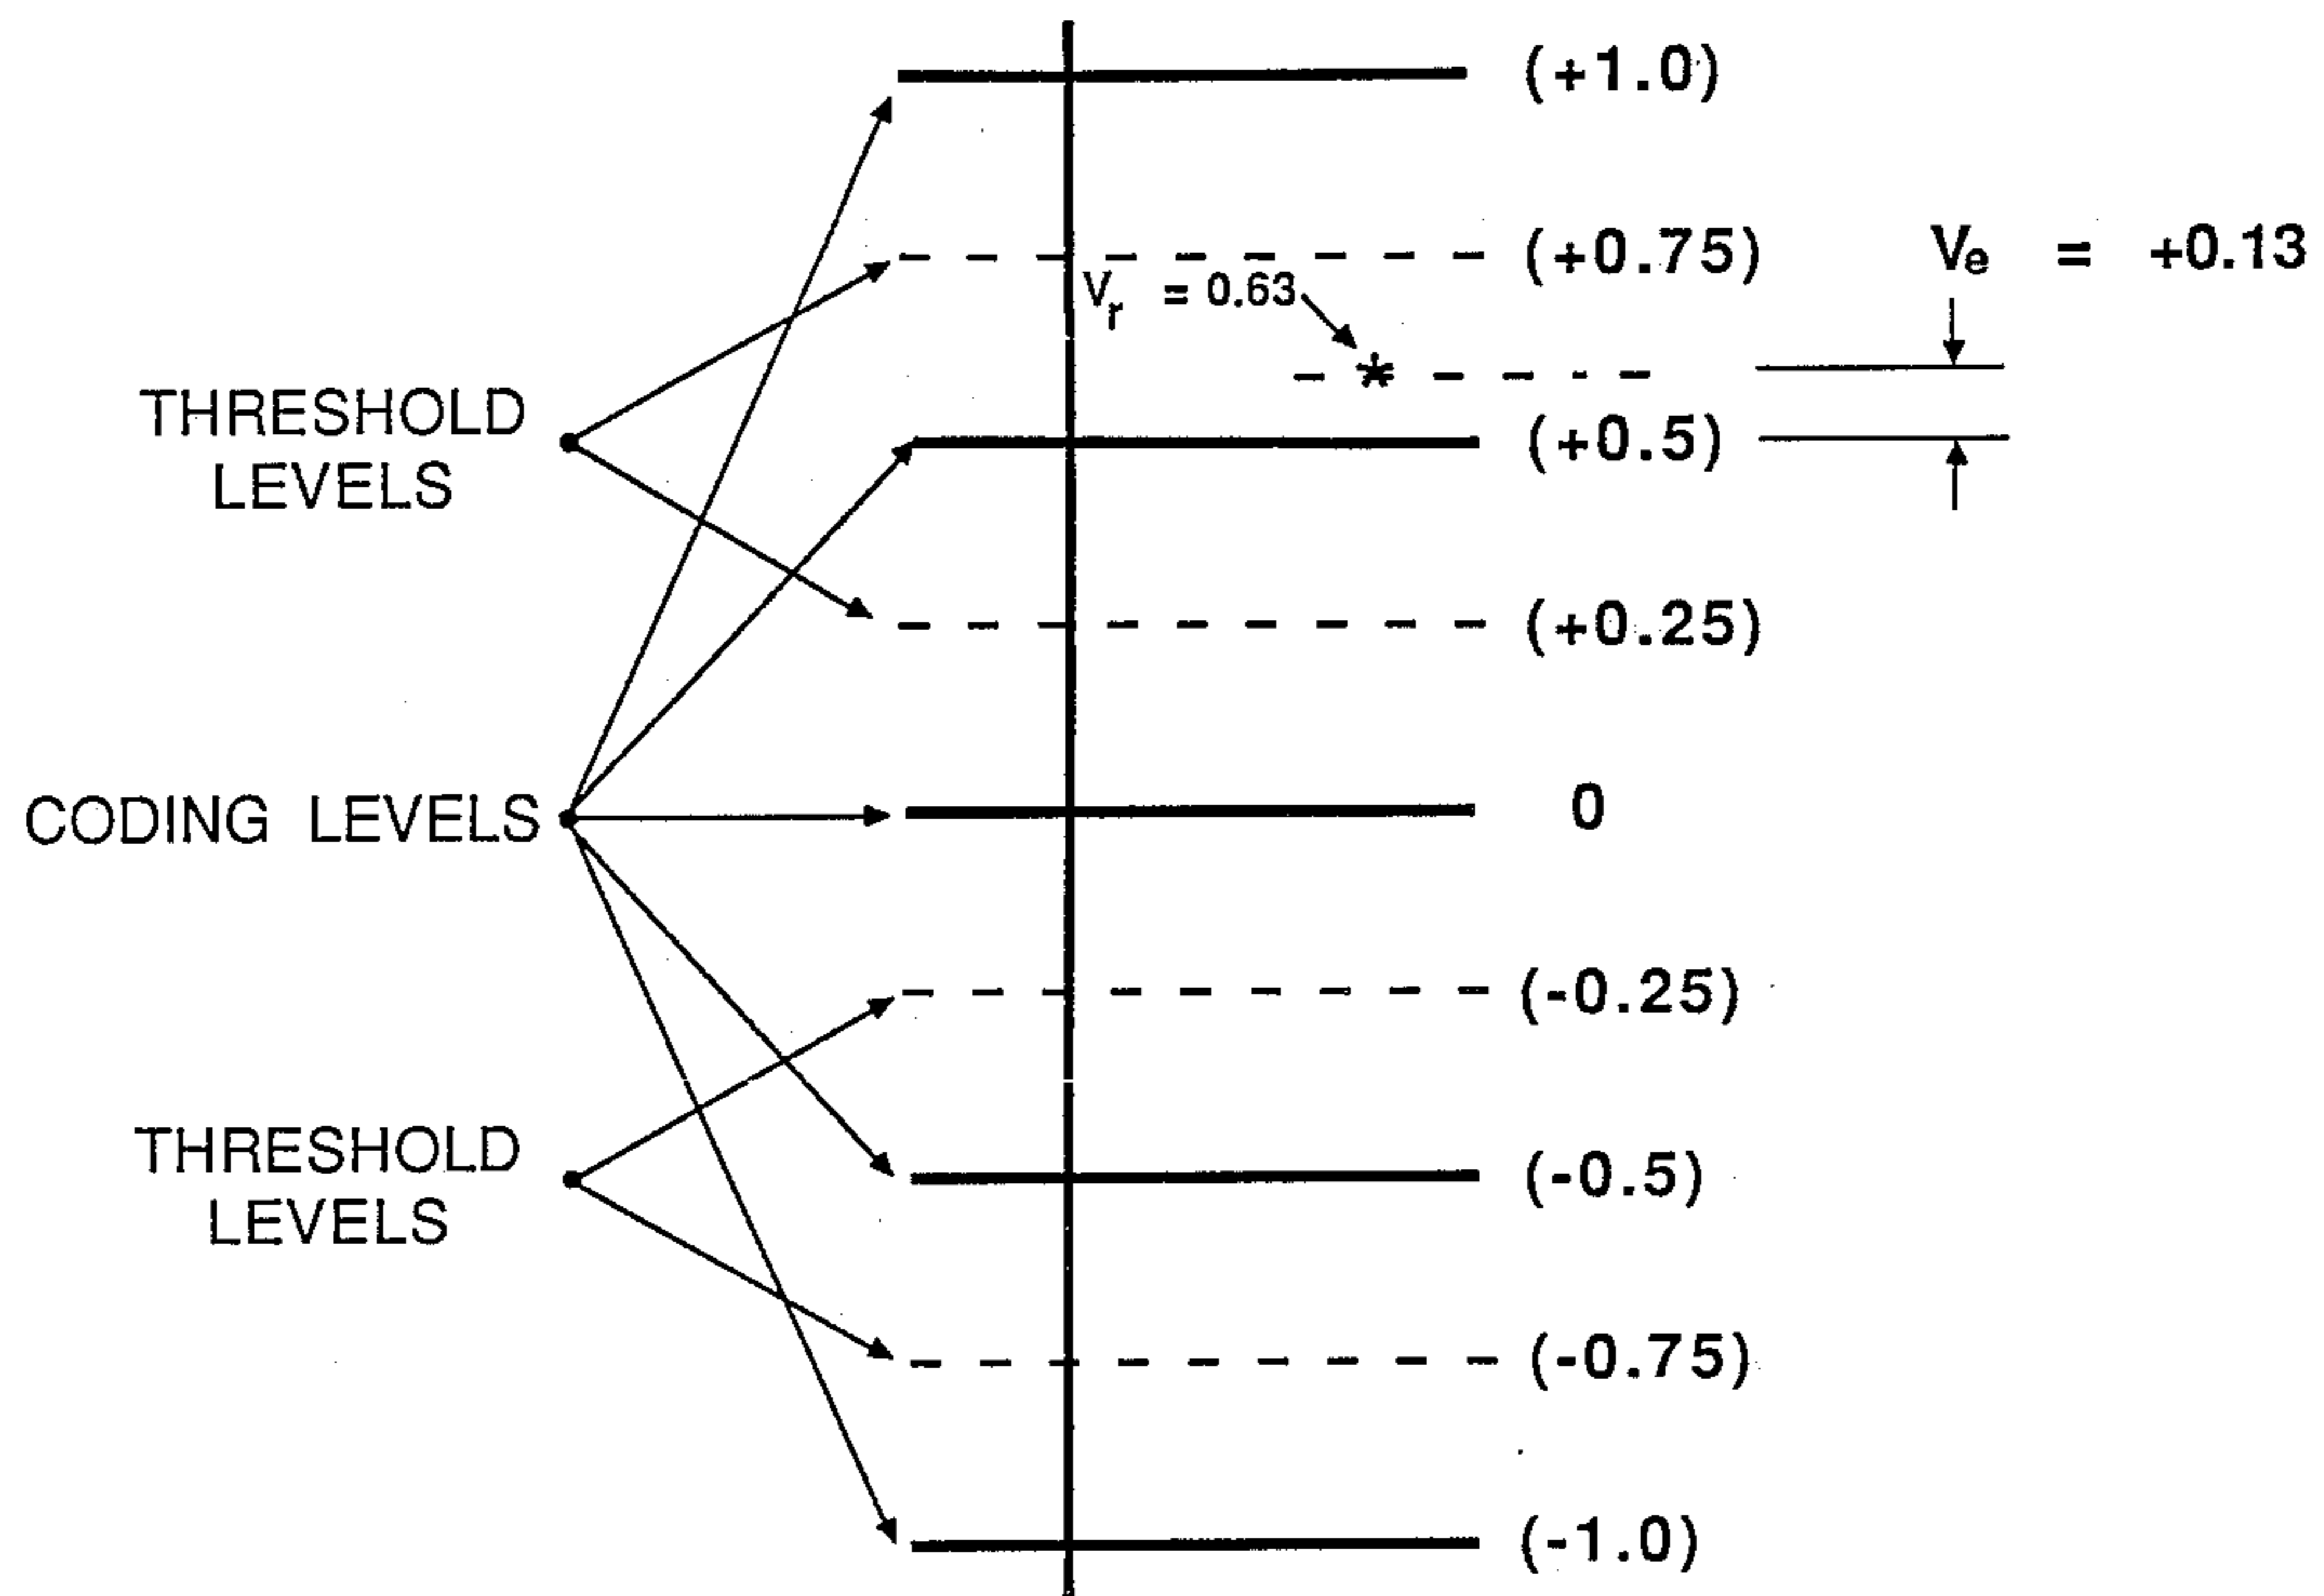 (+1.0)
(+0.75)
Ve = +0.13
Vr = 0.63
*
THRESHOLD
LEVELS
(+0.5)
(+0.25)
CODING LEVELS
0
(-0.25)
THRESHOLD
LEVELS
(-0.5)
(-0.75)
(-1.0)